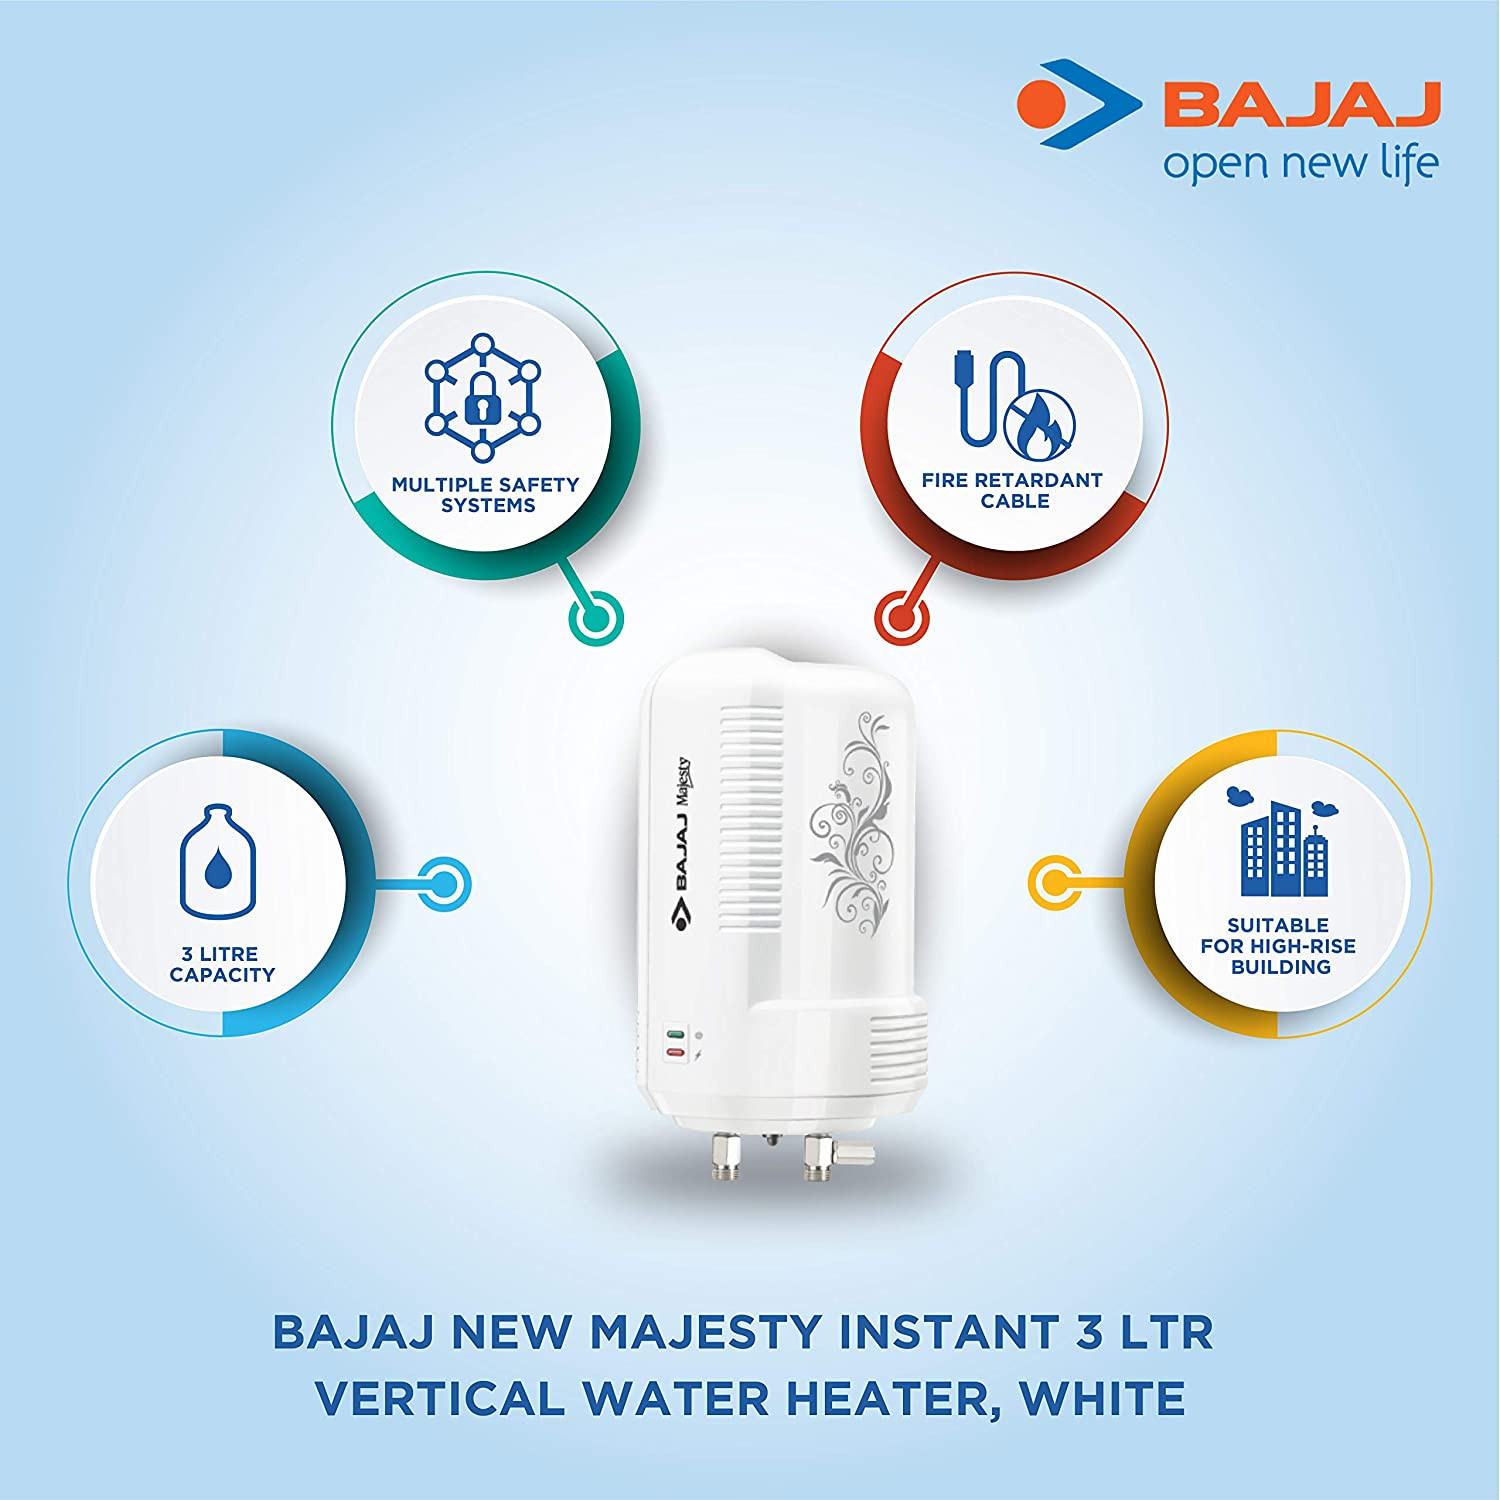 BAJAJ
open new life
MULTIPLE SAFETY
SYSTEMS
FIRE RETARDANT
CABLE
3 LITRE
CAPACITY
BAJAJ Majesty
SUITABLE
FOR HIGH-RISE
BUILDING
BAJAJ NEW MAJESTY INSTANT 3 LTR
VERTICAL WATER HEATER, WHITE